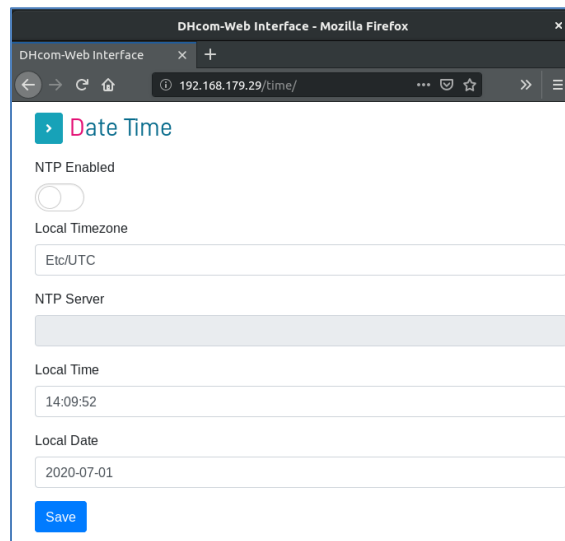 DHcom-Web Interface - Mozilla Firefox
DHcom-Web Interface
192.168.179.29/time/
Date Time
NTP Enabled
Local Timezone
Etc/UTC
NTP Server
Local Time
14:09:52
Local Date
2020-07-01
Save